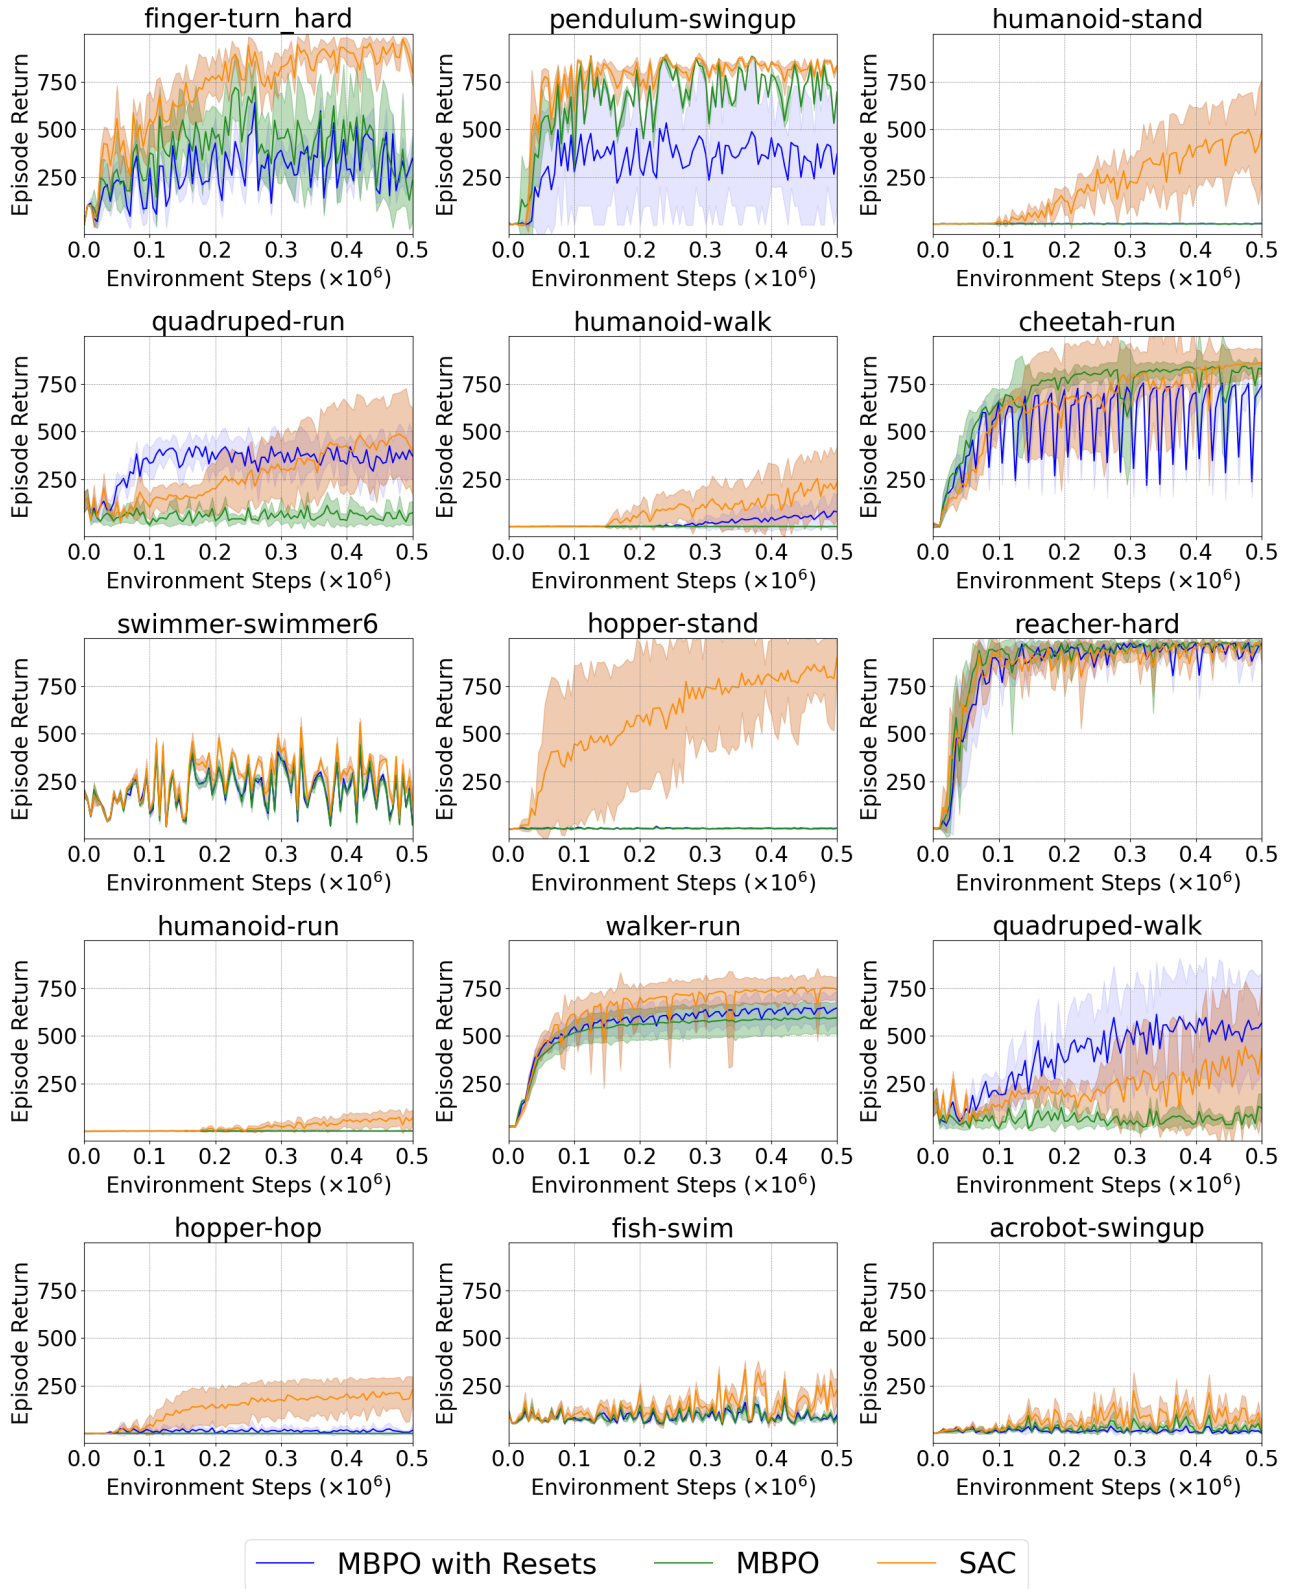 finger-turn_hard pendulum-swingup humanoid-stand
Episode Return 750 500 250 Episode Return 750 500 250 Episode Return 750 500 250
0.0 0.1 0.2 0.3 0.4 0.5 0.0 0.1 0.2 0.3 0.4 0.5 0.0 0.1 0.2 0.3 0.4 0.5
Environment Steps (×10⁶) Environment Steps (×10⁶) Environment Steps (×10⁶)
quadruped-run humanoid-walk cheetah-run
Episode Return 750 500 250 Episode Return 750 500 250 Episode Return 750 500 250
0.0 0.1 0.2 0.3 0.4 0.5 0.0 0.1 0.2 0.3 0.4 0.5 0.0 0.1 0.2 0.3 0.4 0.5
Environment Steps (×10⁶) Environment Steps (×10⁶) Environment Steps (×10⁶)
swimmer-swimmer6 hopper-stand reacher-hard
Episode Return 750 500 250 Episode Return 750 500 250 Episode Return 750 500 250
0.0 0.1 0.2 0.3 0.4 0.5 0.0 0.1 0.2 0.3 0.4 0.5 0.0 0.1 0.2 0.3 0.4 0.5
Environment Steps (×10⁶) Environment Steps (×10⁶) Environment Steps (×10⁶)
humanoid-run walker-run quadruped-walk
Episode Return 750 500 250 Episode Return 750 500 250 Episode Return 750 500 250
0.0 0.1 0.2 0.3 0.4 0.5 0.0 0.1 0.2 0.3 0.4 0.5 0.0 0.1 0.2 0.3 0.4 0.5
Environment Steps (×10⁶) Environment Steps (×10⁶) Environment Steps (×10⁶)
hopper-hop fish-swim acrobot-swingup
Episode Return 750 500 250 Episode Return 750 500 250 Episode Return 750 500 250
0.0 0.1 0.2 0.3 0.4 0.5 0.0 0.1 0.2 0.3 0.4 0.5 0.0 0.1 0.2 0.3 0.4 0.5
Environment Steps (×10⁶) Environment Steps (×10⁶) Environment Steps (×10⁶)
MBPO with Resets MBPO SAC